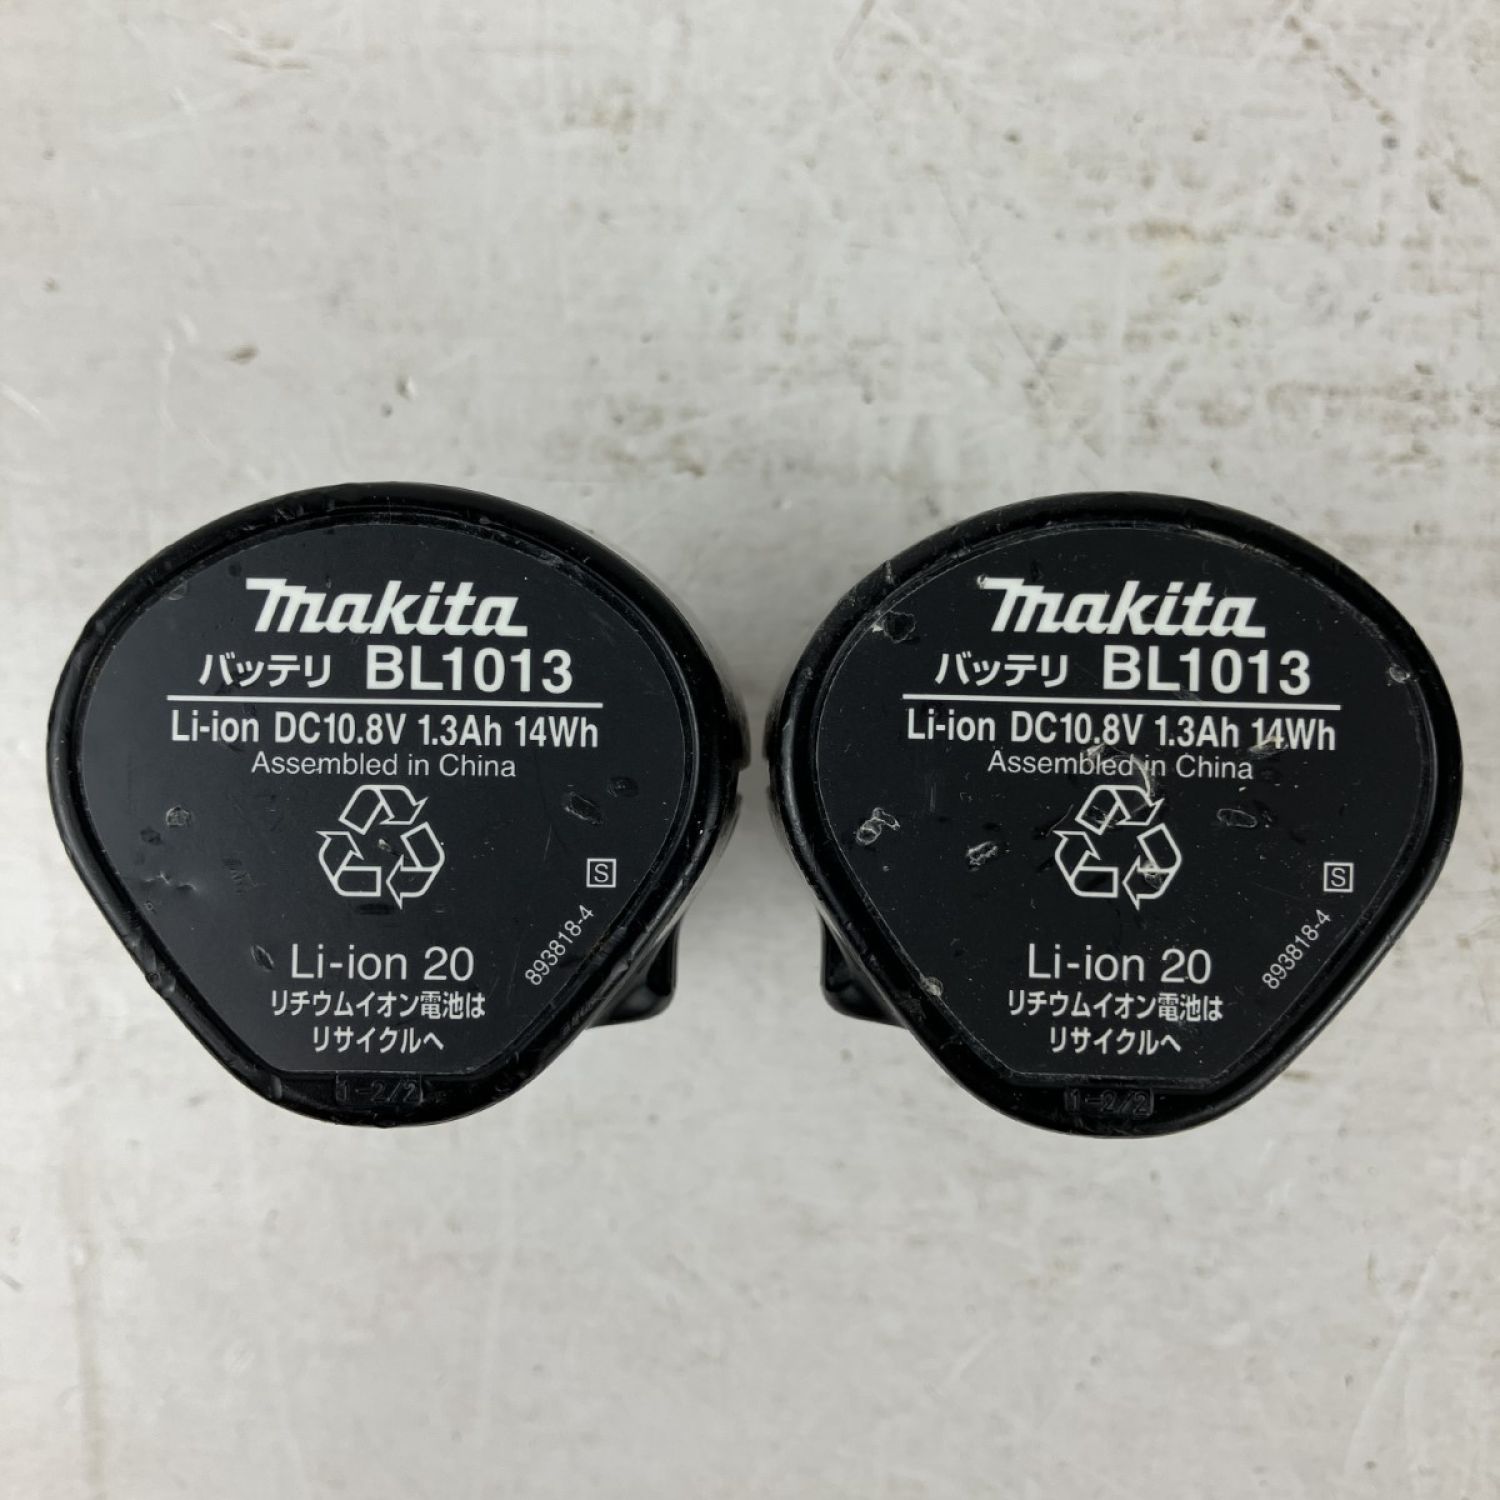 makita
バッテリ BL1013
Li-ion DC10.8V 1.3Ah 14Wh
Assembled in China
S
893818-4
Li-ion 20
リチウムイオン電池は
リサイクルへ
1-2/2
makita
バッテリ BL1013
Li-ion DC10.8V 1.3Ah 14Wh
Assembled in China
S
893818-4
Li-ion 20
リチウムイオン電池は
リサイクルへ
1-2/2